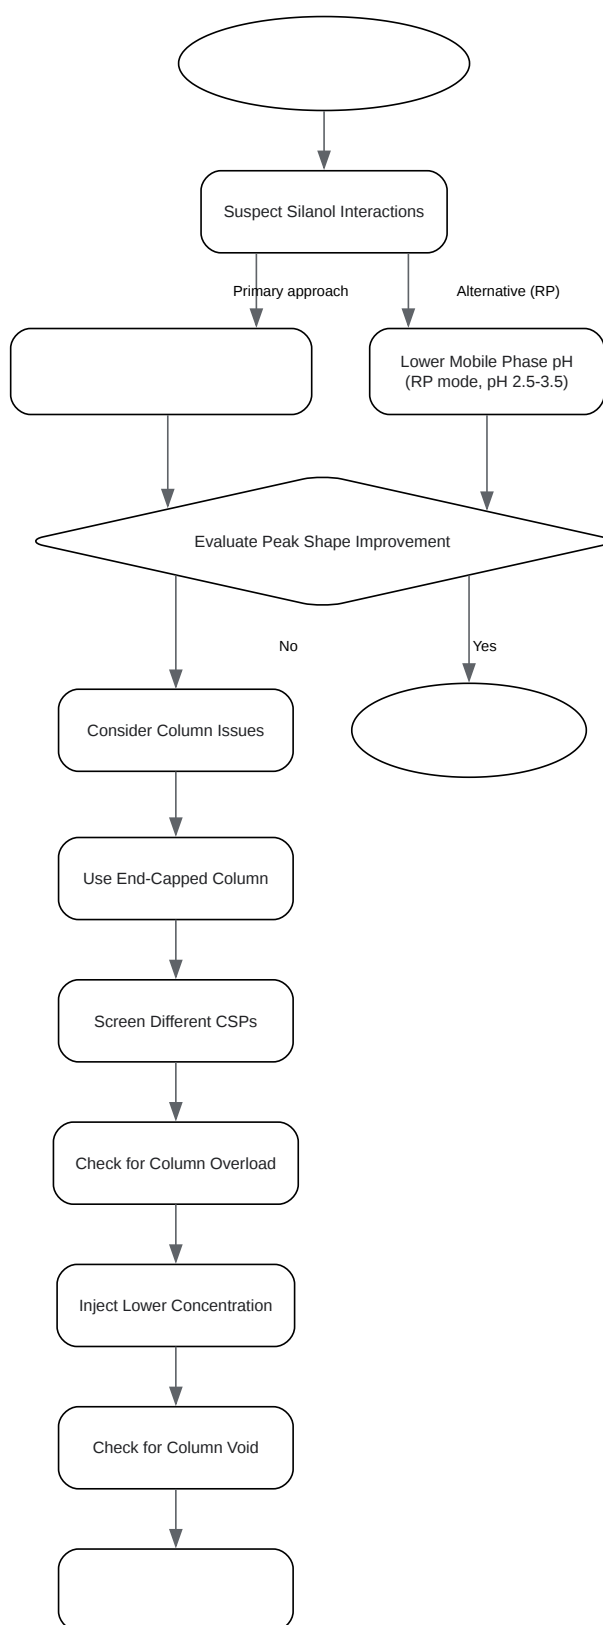 Suspect Silanol Interactions
Primary approach
Alternative (RP)
Lower Mobile Phase pH
(RP mode, pH 2.5-3.5)
Evaluate Peak Shape Improvement
No
Yes
Consider Column Issues
Use End-Capped Column
Screen Different CSPs
Check for Column Overload
Inject Lower Concentration
Check for Column Void